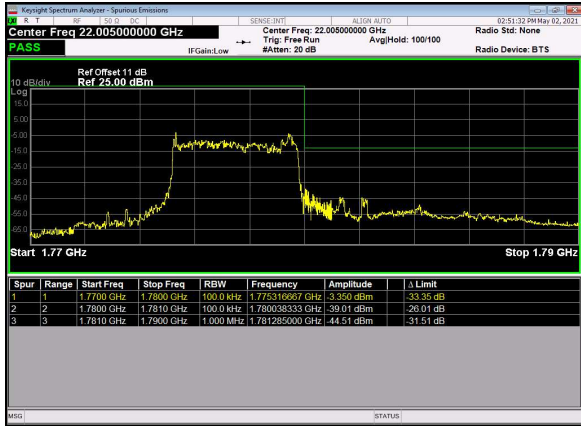 Keysight Spectrum Analyzer - Spurious Emissions
R T RF 50 Ω DC SENSE:INT ALIGN AUTO 02:51:32 PM May 02, 2021
Center Freq 22.005000000 GHz Center Freq: 22.005000000 GHz Radio Std: None
Trig: Free Run Avg|Hold: 100/100
PASS IFGain:Low #Atten: 20 dB Radio Device: BTS
Ref Offset 11 dB
10 dB/div Ref 25.00 dBm
Log
15.0
5.00
-5.00
-15.0
-25.0
-35.0
-45.0
-55.0
-65.0
Start 1.77 GHz Stop 1.79 GHz
Spur Range Start Freq Stop Freq RBW Frequency Amplitude Δ Limit
1 1 1.7700 GHz 1.7800 GHz 100.0 kHz 1.775316667 GHz -3.350 dBm -33.35 dB
2 2 1.7800 GHz 1.7810 GHz 100.0 kHz 1.780038333 GHz -39.01 dBm -26.01 dB
3 3 1.7810 GHz 1.7900 GHz 1.000 MHz 1.781285000 GHz -44.51 dBm -31.51 dB
MSG STATUS